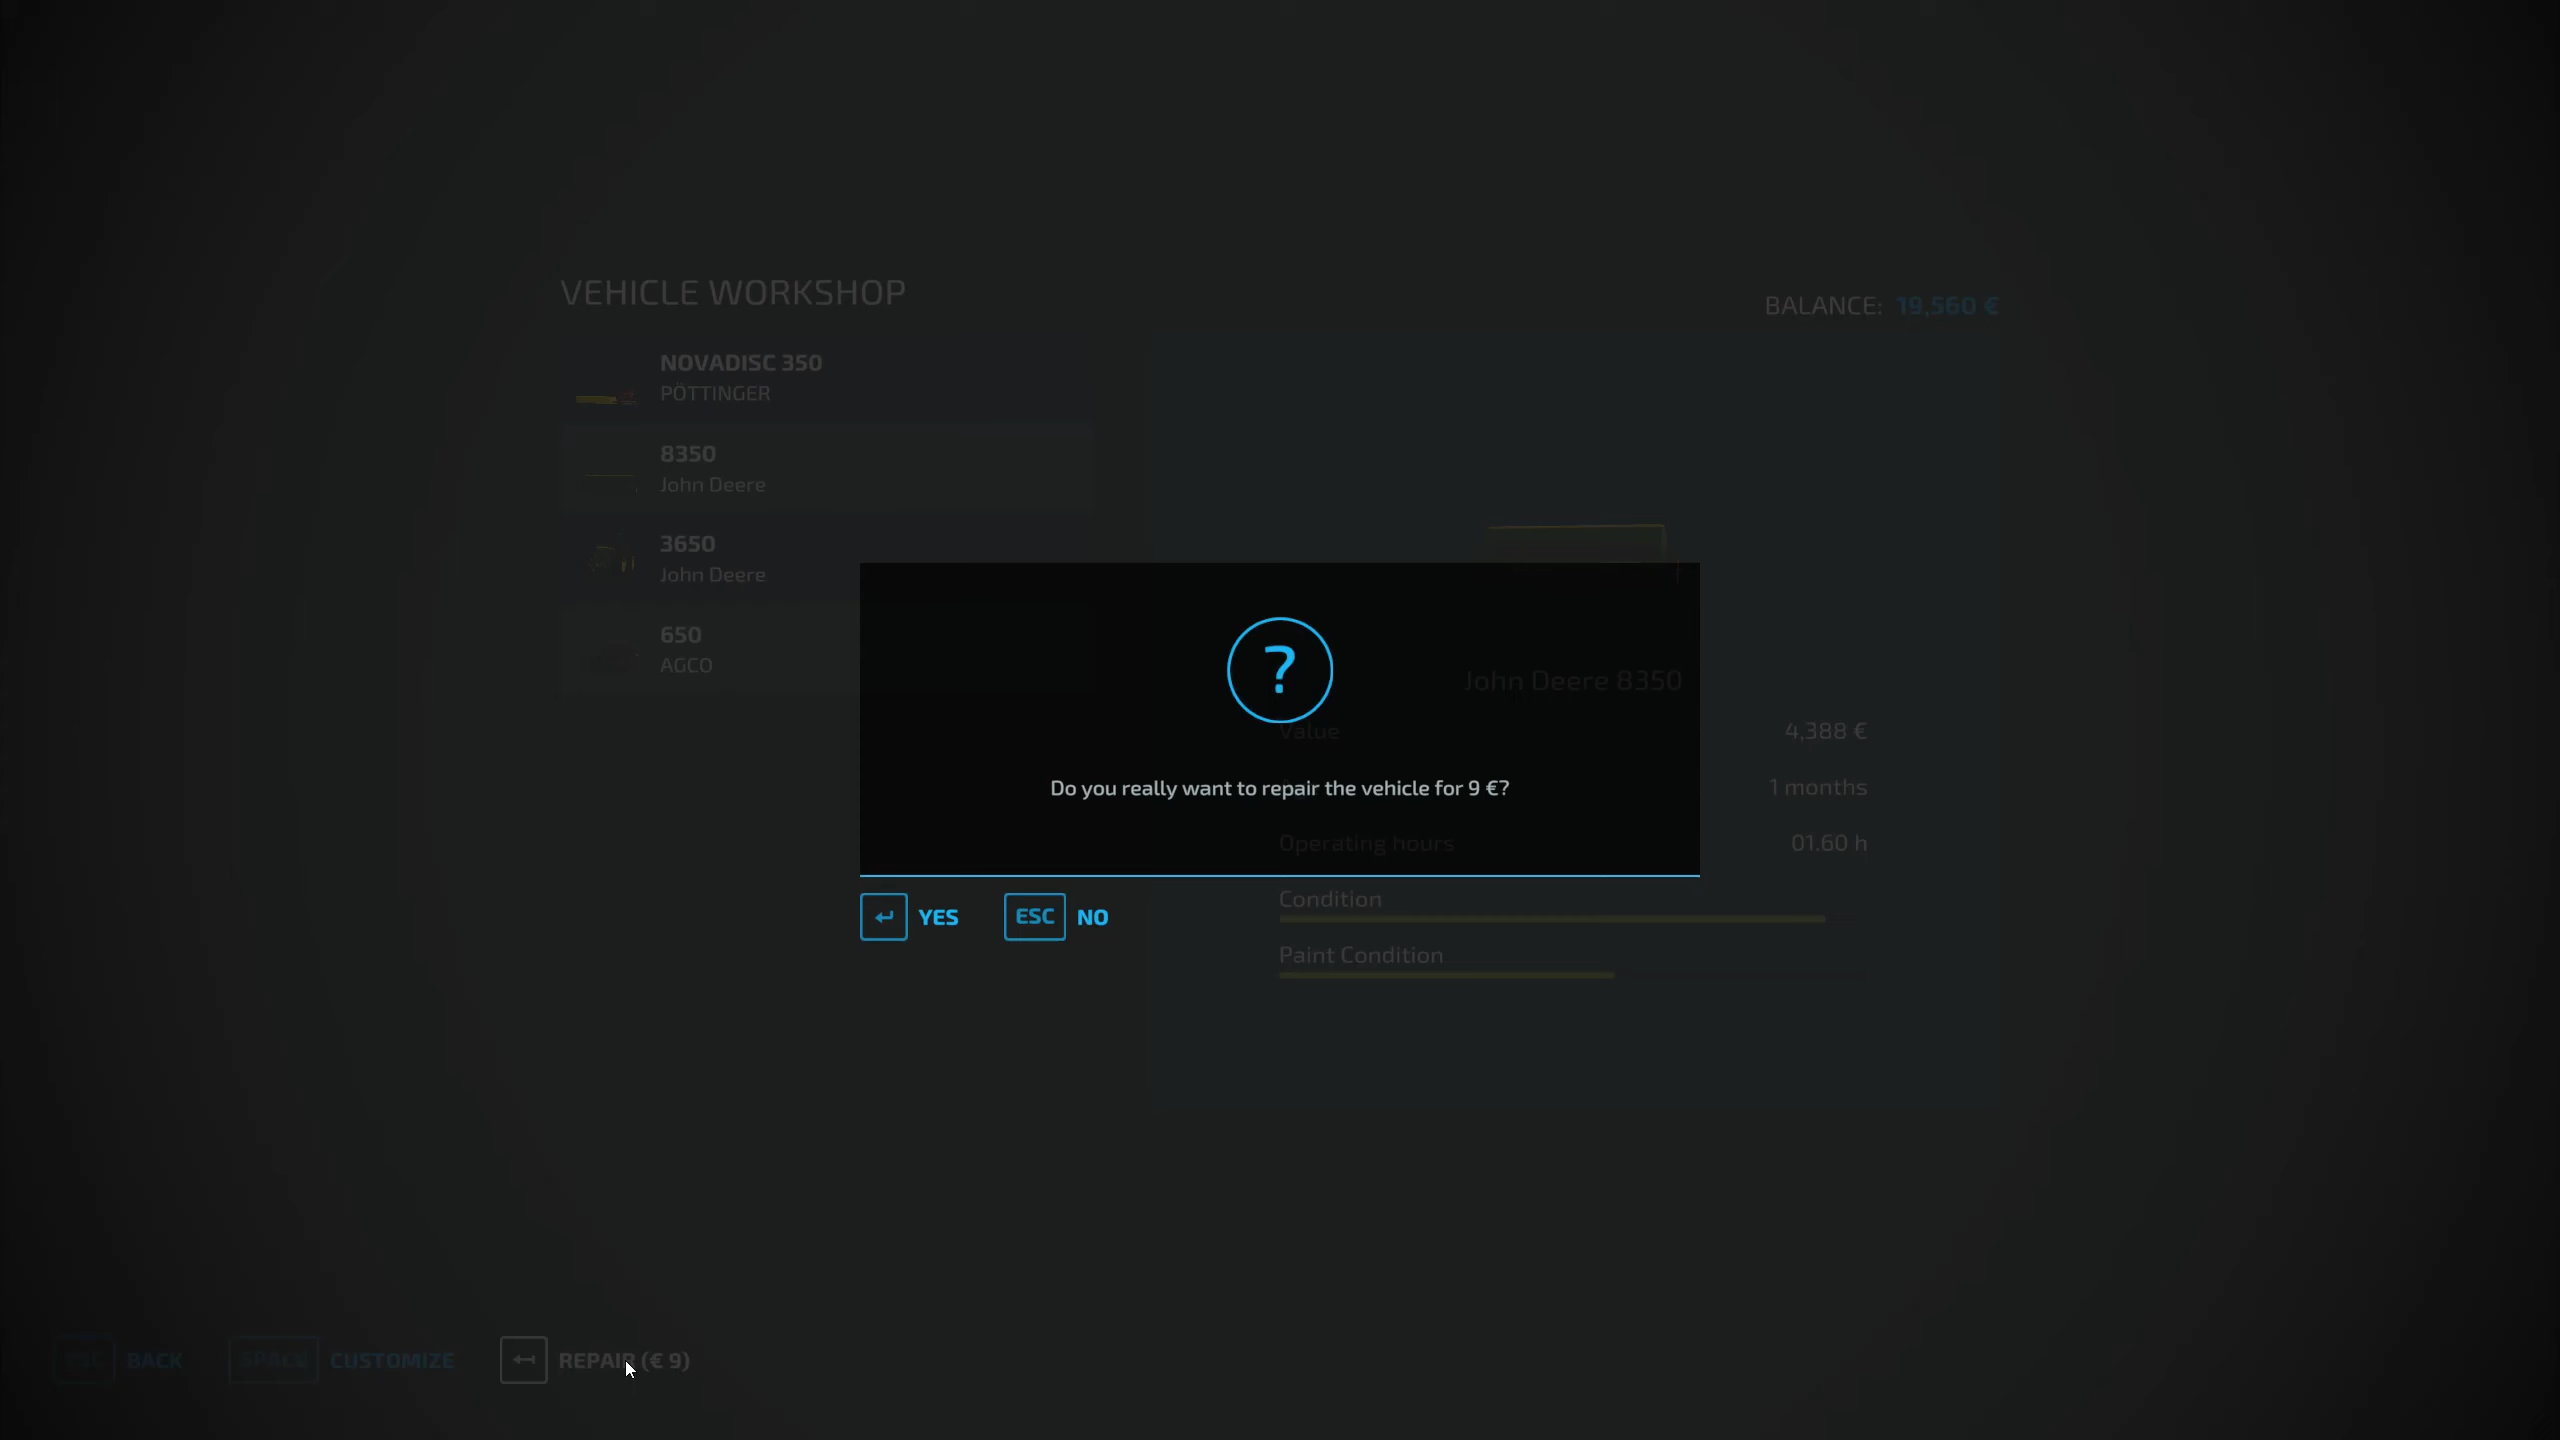 VEHICLE WORKSHOP
BALANCE: 19,560 €
NOVADISC 350
PÖTTINGER
8350
John Deere
3650
John Deere
650
AGCO
?
John Deere 8350
Value 4,388 €
Do you really want to repair the vehicle for 9 €?
1 months
Operating hours 01.60 h
YES
ESC NO
Condition
Paint Condition
ESC BACK
SPACE CUSTOMIZE
REPAIR (€ 9)